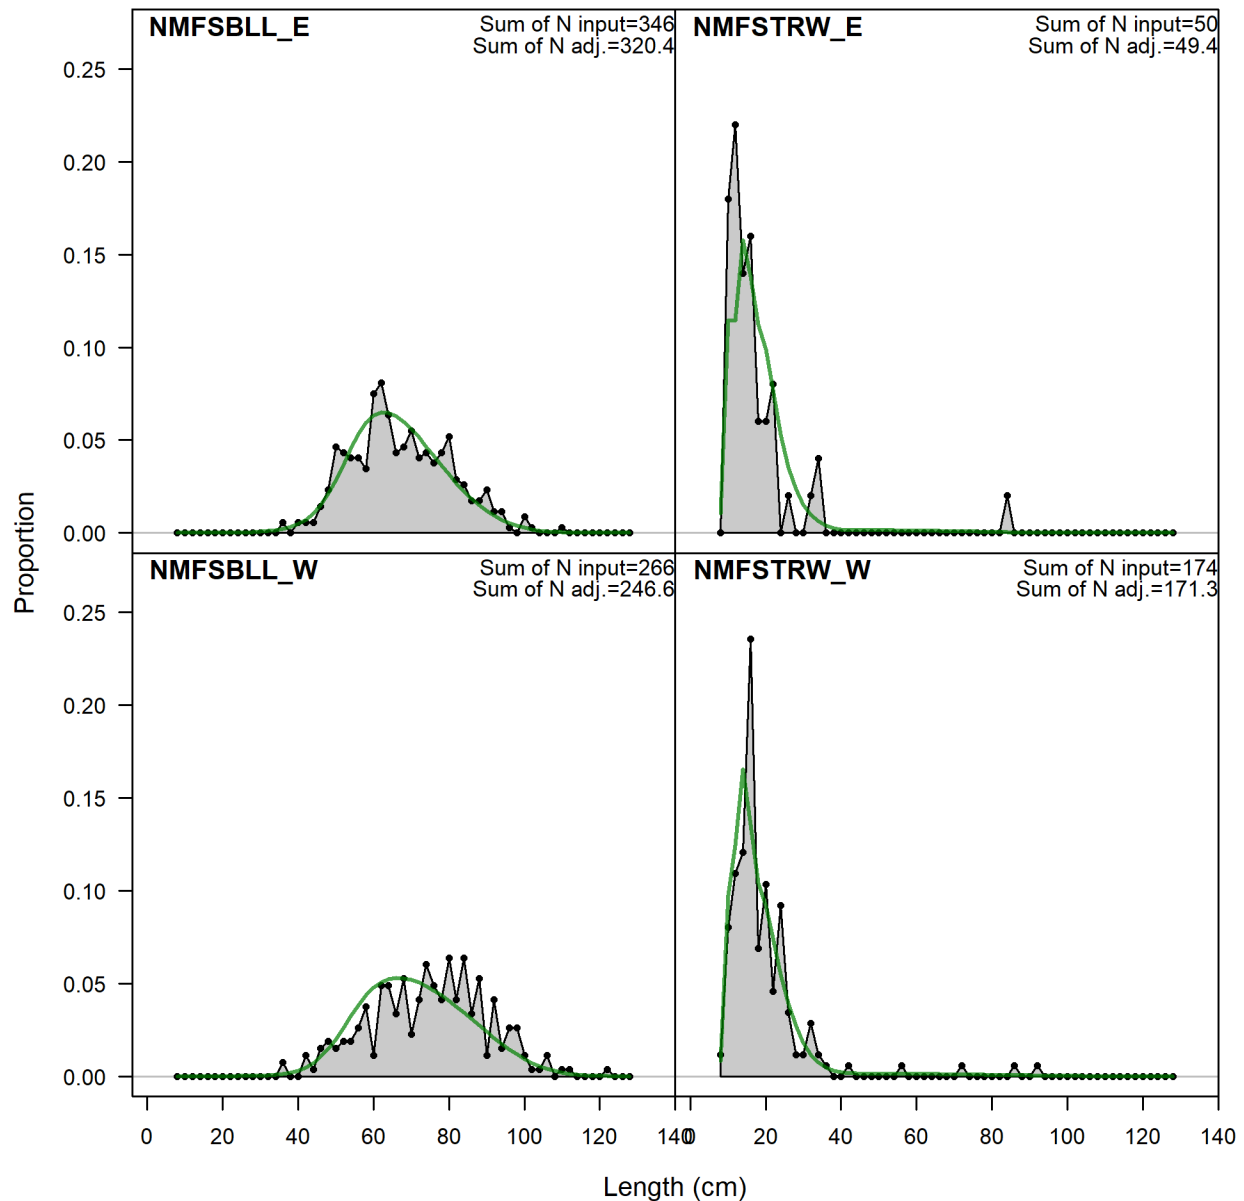 NMFSBLL_E
Sum of N input=346
Sum of N adj.=320.4
NMFSTRW_E
Sum of N input=50
Sum of N adj.=49.4
0.25
0.20
0.15
0.10
0.05
0.00
NMFSBLL_W
Sum of N input=266
Sum of N adj.=246.6
NMFSTRW_W
Sum of N input=174
Sum of N adj.=171.3
0.25
0.20
0.15
0.10
0.05
0.00
Proportion
0 20 40 60 80 100 120 140
0 20 40 60 80 100 120 140
Length (cm)